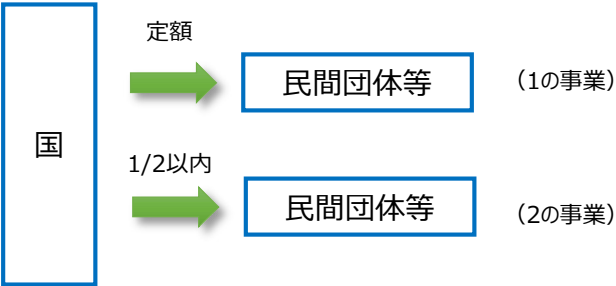 国
定額
民間団体等
（1の事業）
1/2以内
民間団体等
（2の事業）